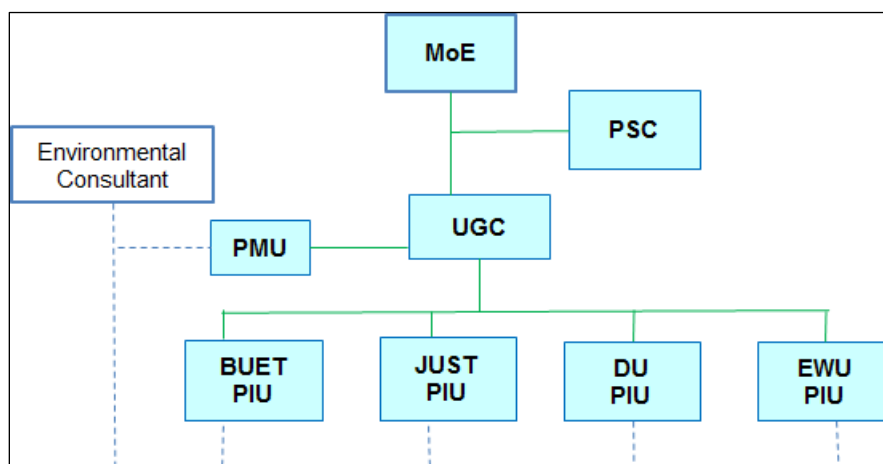 MoE
PSC
Environmental
Consultant
UGC
PMU
BUET
PIU
JUST
PIU
DU
PIU
EWU
PIU